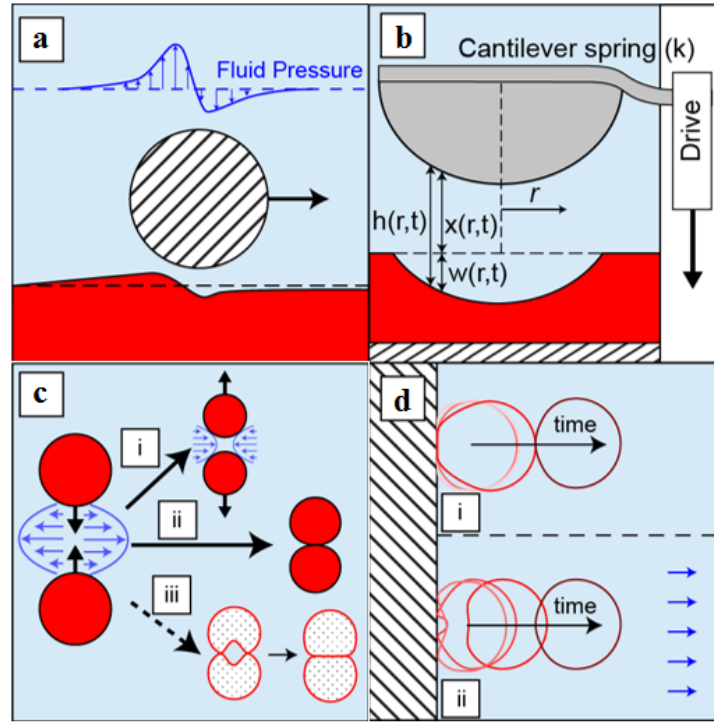 a
Fluid Pressure
b
Cantilever spring (k)
Drive
r
h(r,t)
x(r,t)
w(r,t)
c
i
ii
iii
d
time
i
time
ii